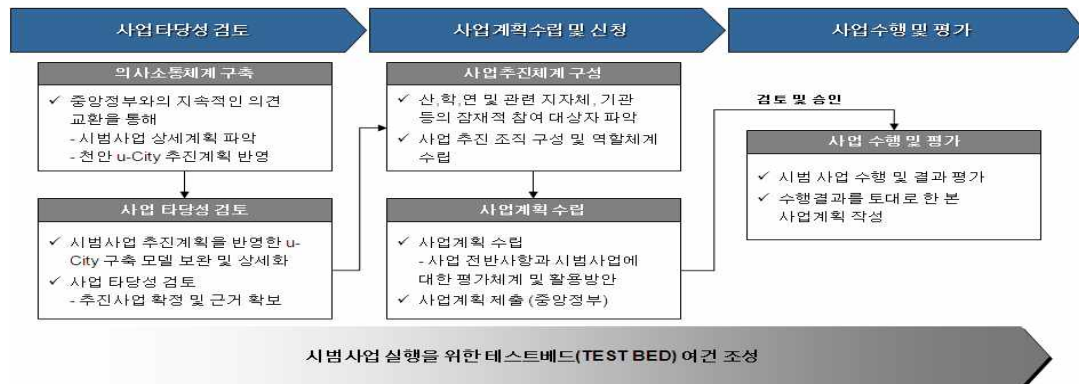 사업타당성 검토
사업계획수립 및 신청
사업수행 및 평가
의사소통체계 구축
✓ 중앙정부와의 지속적인 의견
교환을 통해
- 시범사업 상세계획 파악
- 천안 u-City 추진계획 반영
사업 타당성 검토
✓ 시범사업 추진계획을 반영한 u-
City 구축 모델 보완 및 상세화
✓ 사업 타당성 검토
- 추진사업 확정 및 근거 확보
사업추진체계 구성
✓ 산,학,연 및 관련 지자체, 기관
등의 잠재적 참여 대상자 파악
✓ 사업 추진 조직 구성 및 역할체계
수립
사업계획 수립
✓ 사업계획 수립
- 사업 전반사항과 시범사업에
대한 평가체계 및 활용방안
✓ 사업계획 제출 (중앙정부)
검토 및 승인
사업 수행 및 평가
✓ 시범 사업 수행 및 결과 평가
✓ 수행결과를 토대로 한 본
사업계획 작성
시범사업 실행을 위한 테스트베드(TEST BED) 여건 조성